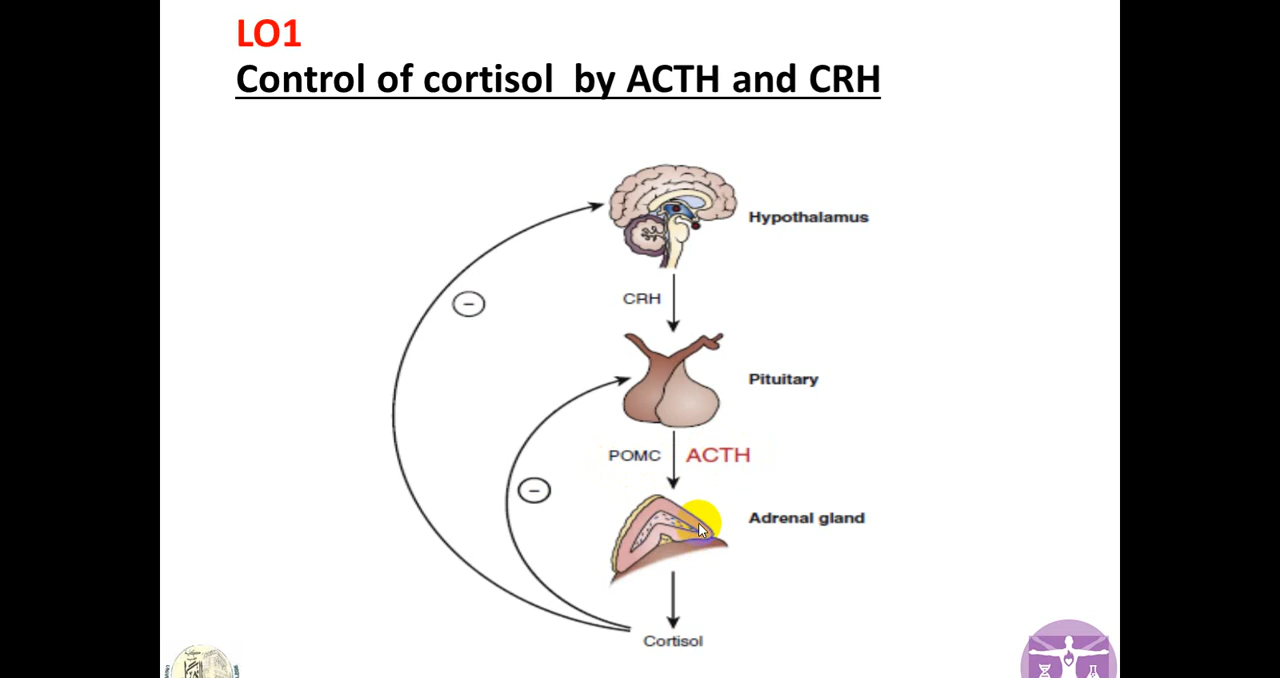 LO1
Control of cortisol by ACTH and CRH
Hypothalamus
CRH
Pituitary
−
POMC ACTH
−
Adrenal gland
Cortisol